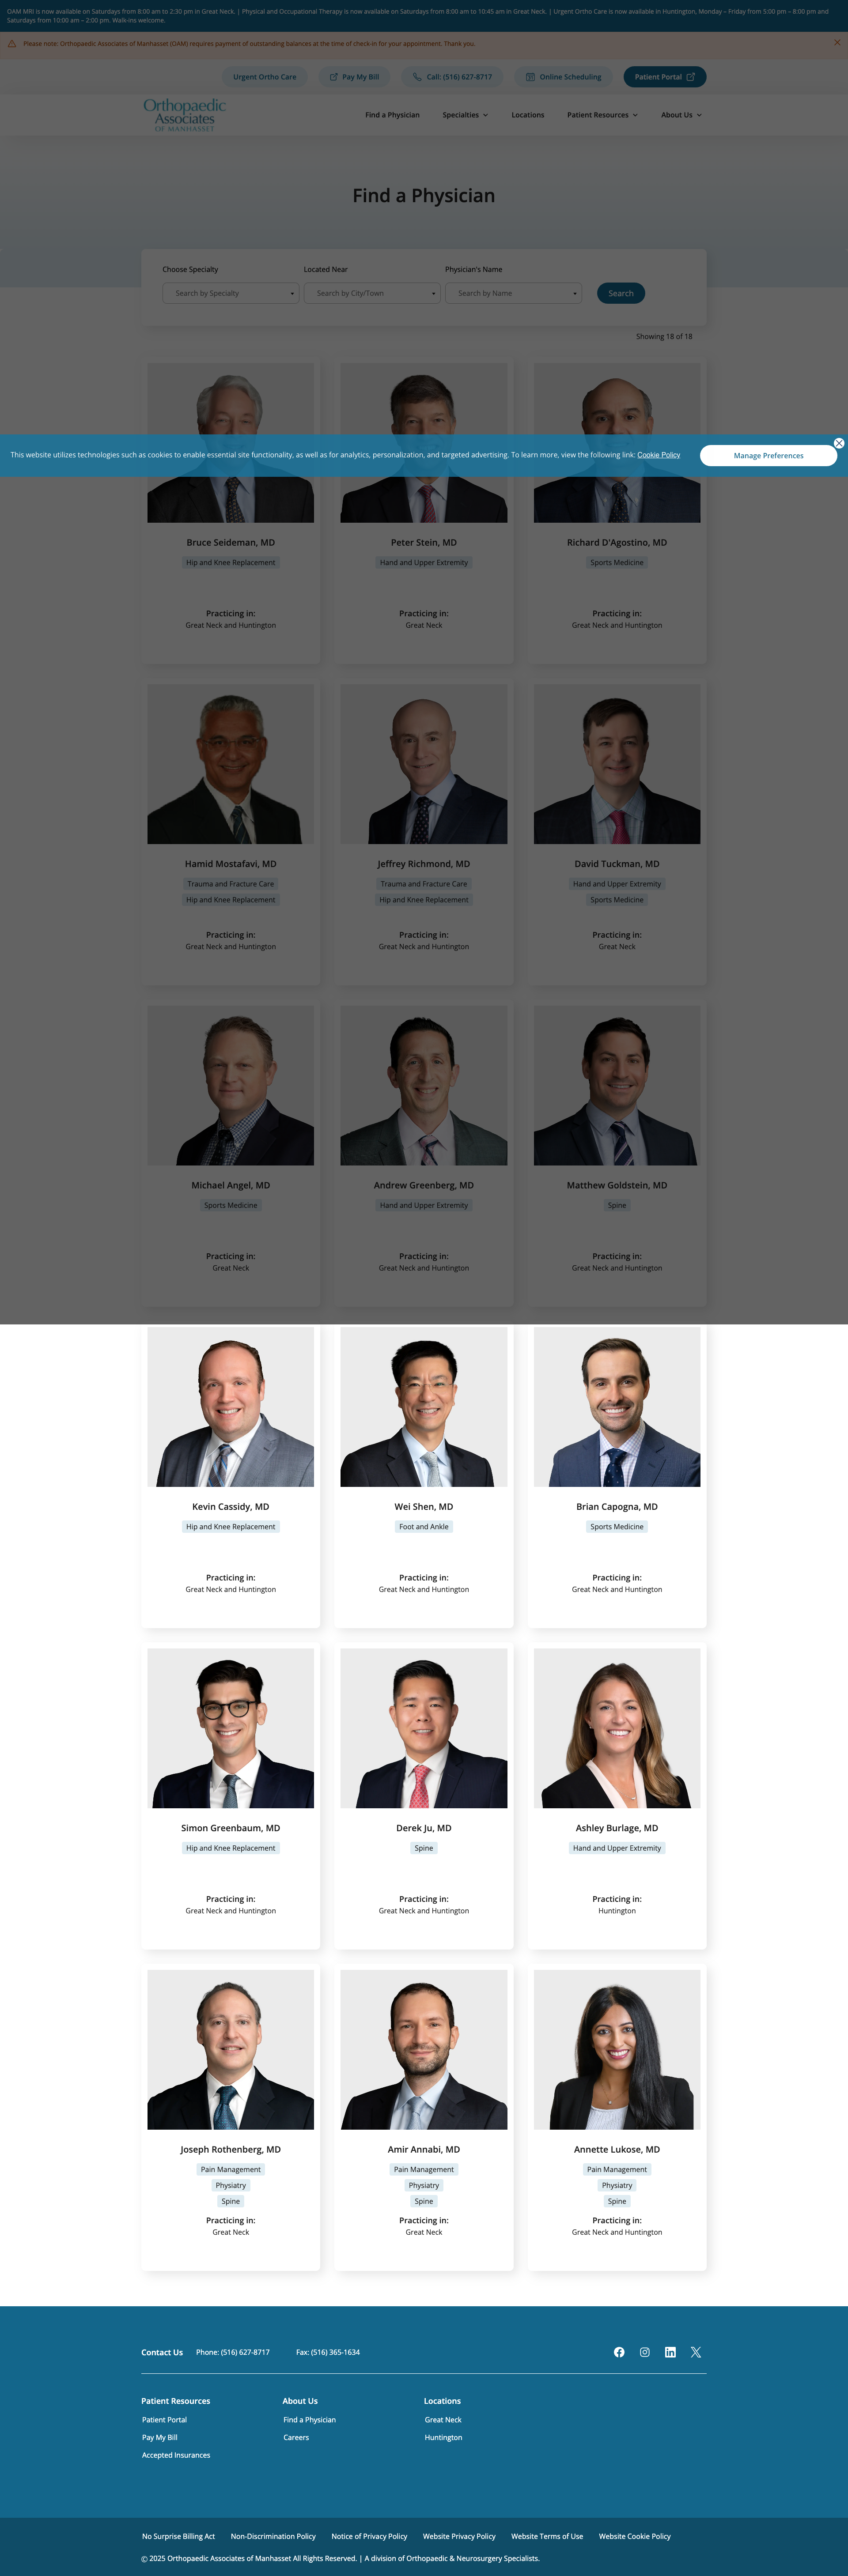 OAM MRI is now available on Saturdays from 8:00 am to 2:30 pm in Great Neck. | Physical and Occupational Therapy is now available on Saturdays from 8:00 am to 10:45 am in Great Neck. | Urgent Ortho Care is now available in Huntington, Monday – Friday from 5:00 pm – 8:00 pm and
Saturdays from 10:00 am – 2:00 pm. Walk-ins welcome.
Please note: Orthopaedic Associates of Manhasset (OAM) requires payment of outstanding balances at the time of check-in for your appointment. Thank you.
Urgent Ortho Care Pay My Bill Call: (516) 627-8717 Online Scheduling Patient Portal
Orthopaedic
Associates
OF MANHASSET
Find a Physician Specialties Locations Patient Resources About Us
Find a Physician
Choose Specialty Located Near Physician's Name
Search by Specialty Search by City/Town Search by Name Search
Showing 18 of 18
This website utilizes technologies such as cookies to enable essential site functionality, as well as for analytics, personalization, and targeted advertising. To learn more, view the following link: Cookie Policy Manage Preferences
Bruce Seideman, MD Peter Stein, MD Richard D'Agostino, MD
Hip and Knee Replacement Hand and Upper Extremity Sports Medicine
Practicing in: Practicing in: Practicing in:
Great Neck and Huntington Great Neck Great Neck and Huntington
Hamid Mostafavi, MD Jeffrey Richmond, MD David Tuckman, MD
Trauma and Fracture Care Trauma and Fracture Care Hand and Upper Extremity
Hip and Knee Replacement Hip and Knee Replacement Sports Medicine
Practicing in: Practicing in: Practicing in:
Great Neck and Huntington Great Neck and Huntington Great Neck
Michael Angel, MD Andrew Greenberg, MD Matthew Goldstein, MD
Sports Medicine Hand and Upper Extremity Spine
Practicing in: Practicing in: Practicing in:
Great Neck Great Neck and Huntington Great Neck and Huntington
Kevin Cassidy, MD Wei Shen, MD Brian Capogna, MD
Hip and Knee Replacement Foot and Ankle Sports Medicine
Practicing in: Practicing in: Practicing in:
Great Neck and Huntington Great Neck and Huntington Great Neck and Huntington
Simon Greenbaum, MD Derek Ju, MD Ashley Burlage, MD
Hip and Knee Replacement Spine Hand and Upper Extremity
Practicing in: Practicing in: Practicing in:
Great Neck and Huntington Great Neck and Huntington Huntington
Joseph Rothenberg, MD Amir Annabi, MD Annette Lukose, MD
Pain Management Pain Management Pain Management
Physiatry Physiatry Physiatry
Spine Spine Spine
Practicing in: Practicing in: Practicing in:
Great Neck Great Neck Great Neck and Huntington
Contact Us Phone: (516) 627-8717 Fax: (516) 365-1634
Patient Resources About Us Locations
Patient Portal Find a Physician Great Neck
Pay My Bill Careers Huntington
Accepted Insurances
No Surprise Billing Act Non-Discrimination Policy Notice of Privacy Policy Website Privacy Policy Website Terms of Use Website Cookie Policy
© 2025 Orthopaedic Associates of Manhasset All Rights Reserved. | A division of Orthopaedic & Neurosurgery Specialists.